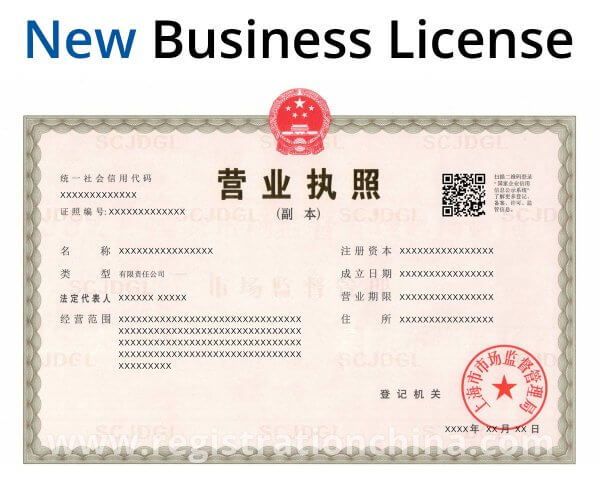 New Business License
SCJDGL
统一社会信用代码
xxxxxxxxxxxxx
证照编号:xxxxxxxxxxxxx
营业执照
(副 本)
扫描二维码登录
“国家企业信用
信息公示系统”
了解更多登记、
备案、许可、监
管信息。
名 称 xxxxxxxxxxxxxxxx
类 型 有限责任公司
法定代表人 xxxxxx xxxxx
经营范围 xxxxxxxxxxxxxxxxxxxxxxxxxxxxxxx
xxxxxxxxxxxxxxxxxxxxxxxxxxxxxxx
xxxxxxxxxxxxxxxxxxxxxxxxxxxxxxx
xxxxxxxxxxxxxxxxxxxxxxxxxxxxxxx
xxxxxxxxx
注册资本 xxxxxxxxxxxxxxxx
成立日期 xxxxxxxxxxxxxxxx
营业期限 xxxxxxxxxxxxxxxx
住 所 xxxxxxxxxxxxxxxx
市场监督管理
SCJDGL
登记机关
上海市市场监督管理局
xxxx年 xx月 xx日
www.registrationchina.com